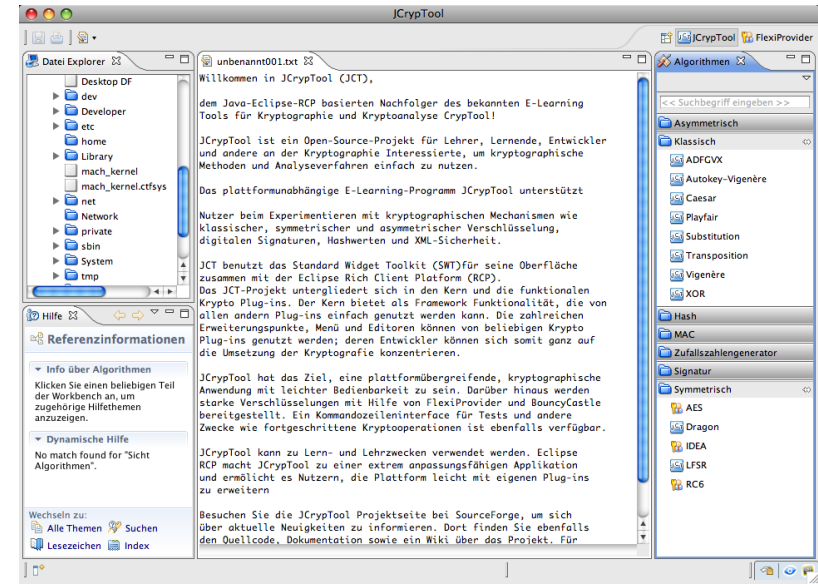 JCryptTool
JCrypTool
FlexiProvider
Datei Explorer
Desktop DF
dev
Developer
etc
home
Library
mach_kernel
mach_kernel.ctfsys
net
Network
private
sbin
System
tmp
Hilfe
Referenzinformationen
Info über Algorithmen
Klicken Sie einen beliebigen Teil
der Workbench an, um
zugehörige Hilfethemen
anzuzeigen.
Dynamische Hilfe
No match found for "Sicht
Algorithmen".
Wechseln zu:
Alle Themen Suchen
Lesezeichen Index
unbenannt001.txt
Willkommen in JCrypTool (JCT),
dem Java-Eclipse-RCP basierten Nachfolger des bekannten E-Learning
Tools für Kryptographie und Kryptoanalyse CrypTool!
JCrypTool ist ein Open-Source-Projekt für Lehrer, Lernende, Entwickler
und andere an der Kryptographie Interessierte, um kryptographische
Methoden und Analyseverfahren einfach zu nutzen.
Das plattformunabhängige E-Learning-Programm JCrypTool unterstützt
Nutzer beim Experimentieren mit kryptographischen Mechanismen wie
klassischer, symmetrischer und asymmetrischer Verschlüsselung,
digitalen Signaturen, Hashwerten und XML-Sicherheit.
JCT benutzt das Standard Widget Toolkit (SWT)für seine Oberfläche
zusammen mit der Eclipse Rich Client Platform (RCP).
Das JCT-Projekt untergliedert sich in den Kern und die funktionalen
Krypto Plug-ins. Der Kern bietet als Framework Funktionalität, die von
allen andern Plug-ins einfach genutzt werden kann. Die zahlreichen
Erweiterungspunkte, Menü und Editoren können von beliebigen Krypto
Plug-ins genutzt werden; deren Entwickler können sich somit ganz auf
die Umsetzung der Kryptografie konzentrieren.
JCrypTool hat das Ziel, eine plattformübergreifende, kryptographische
Anwendung mit leichter Bedienbarkeit zu sein. Darüber hinaus werden
starke Verschlüsselungen mit Hilfe von FlexiProvider und BouncyCastle
bereitgestellt. Ein Kommandozeileninterface für Tests und andere
Zwecke wie fortgeschrittene Kryptooperationen ist ebenfalls verfügbar.
JCrypTool kann zu Lern- und Lehrzwecken verwendet werden. Eclipse
RCP macht JCrypTool zu einer extrem anpassungsfähigen Applikation
und ermölicht es Nutzern, die Plattform leicht mit eigenen Plug-ins
zu erweitern
Besuchen Sie die JCrypTool Projektseite bei SourceForge, um sich
über aktuelle Neuigkeiten zu informieren. Dort finden Sie ebenfalls
den Quellcode, Dokumentation sowie ein Wiki über das Projekt. Für
Algorithmen
<< Suchbegriff eingeben >>
Asymmetrisch
Klassisch
ADFGVX
Autokey-Vigenère
Caesar
Playfair
Substitution
Transposition
Vigenère
XOR
Hash
MAC
Zufallszahlengenerator
Signatur
Symmetrisch
AES
Dragon
IDEA
LFSR
RC6